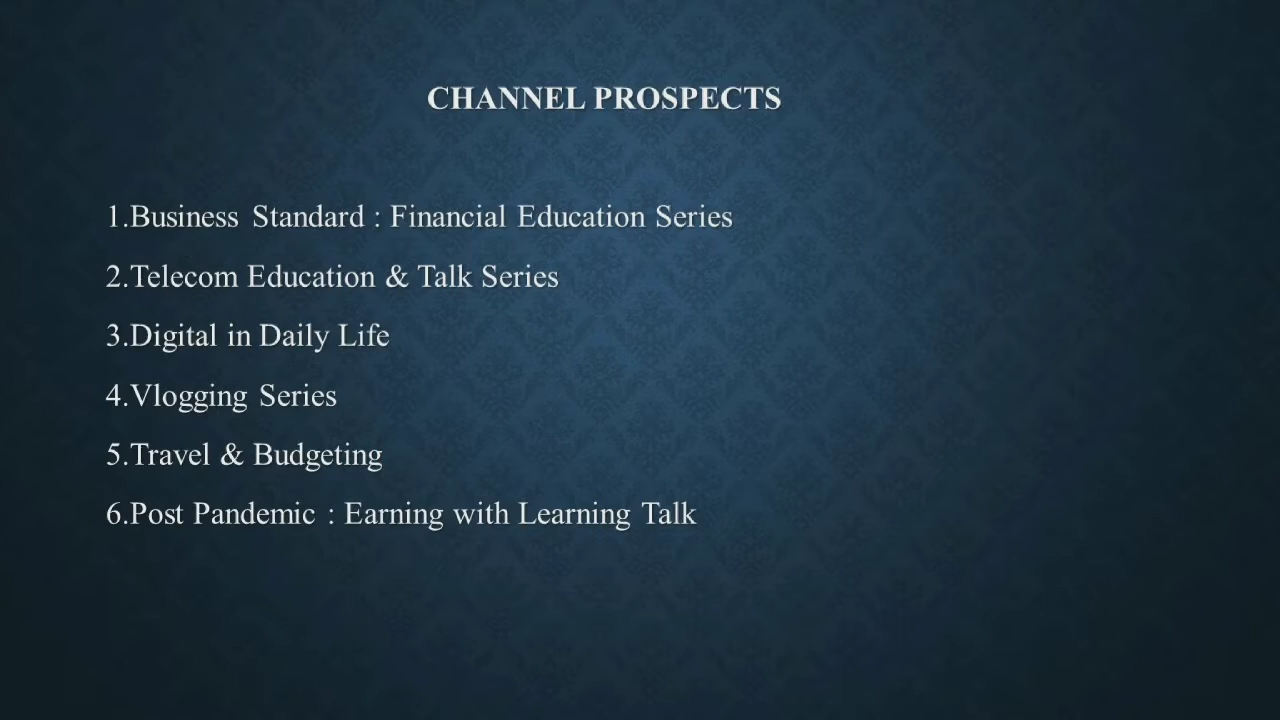 CHANNEL PROSPECTS
1.Business Standard : Financial Education Series
2.Telecom Education & Talk Series
3.Digital in Daily Life
4.Vlogging Series
5.Travel & Budgeting
6.Post Pandemic : Earning with Learning Talk